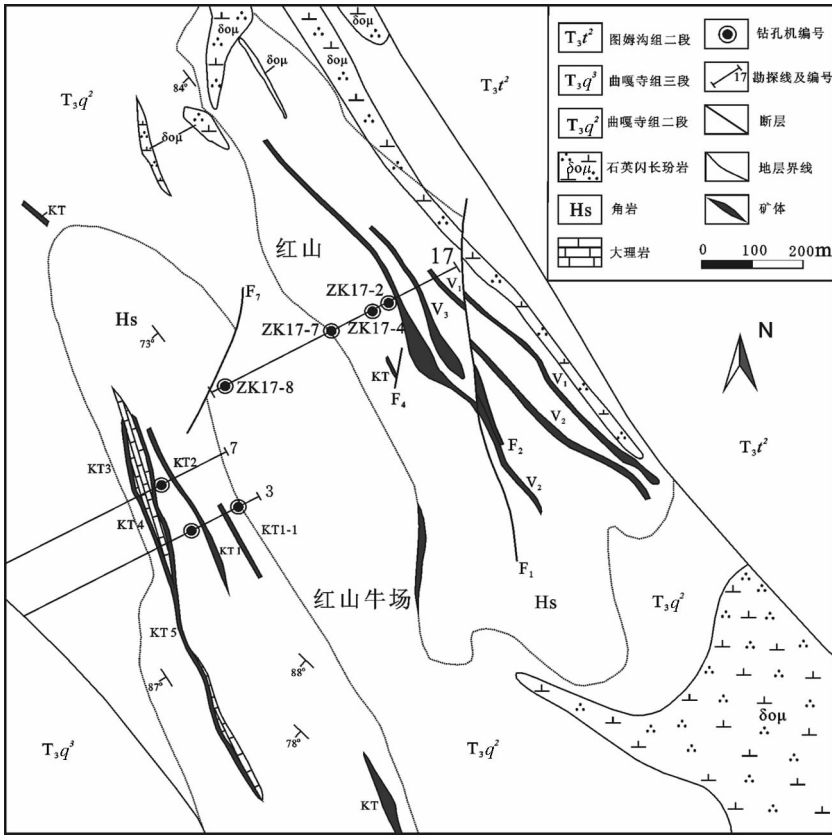 T₃t²
图姆沟组二段
钻孔机编号
T₃q³
曲嘎寺组三段
17
勘探线及编号
T₃q²
曲嘎寺组二段
断层
δομ
石英闪长玢岩
地层界线
Hs
角岩
矿体
大理岩
0 100 200m
N
δομ
δομ
δομ
84°
T₃q²
T₃t²
δομ
KT
红山
17
ZK17-2
V₁
F₇
ZK17-7
ZK17-4
V₃
Hs
73°
KT
ZK17-8
F₄
V₁
V₂
7
F₂
T₃t²
KT3
KT2
3
V₂
KT4
KT1-1
KT1
F₁
红山牛场
Hs
T₃q²
KT5
88°
87°
δομ
78°
T₃q³
T₃q²
KT